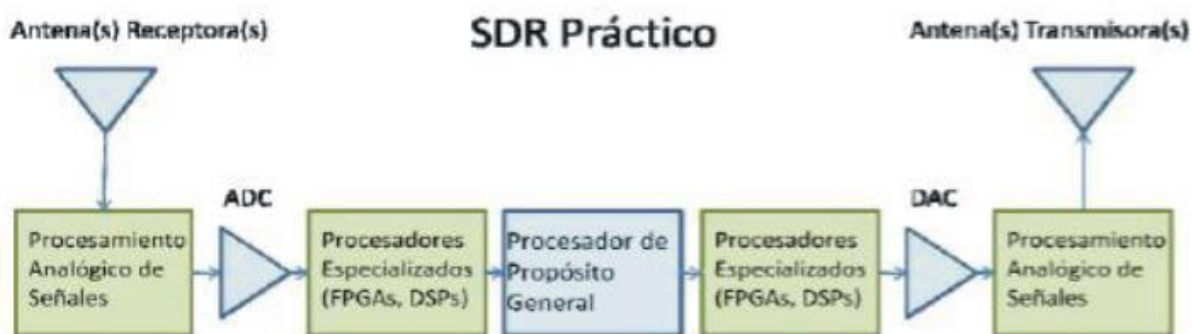 SDR Práctico
Antena(s) Receptora(s)
Antena(s) Transmisora(s)
ADC
DAC
Procesamiento
Analógico de
Señales
Procesadores
Especializados
(FPGAs, DSPs)
Procesador de
Propósito
General
Procesadores
Especializados
(FPGAs, DSPs)
Procesamiento
Analógico de
Señales